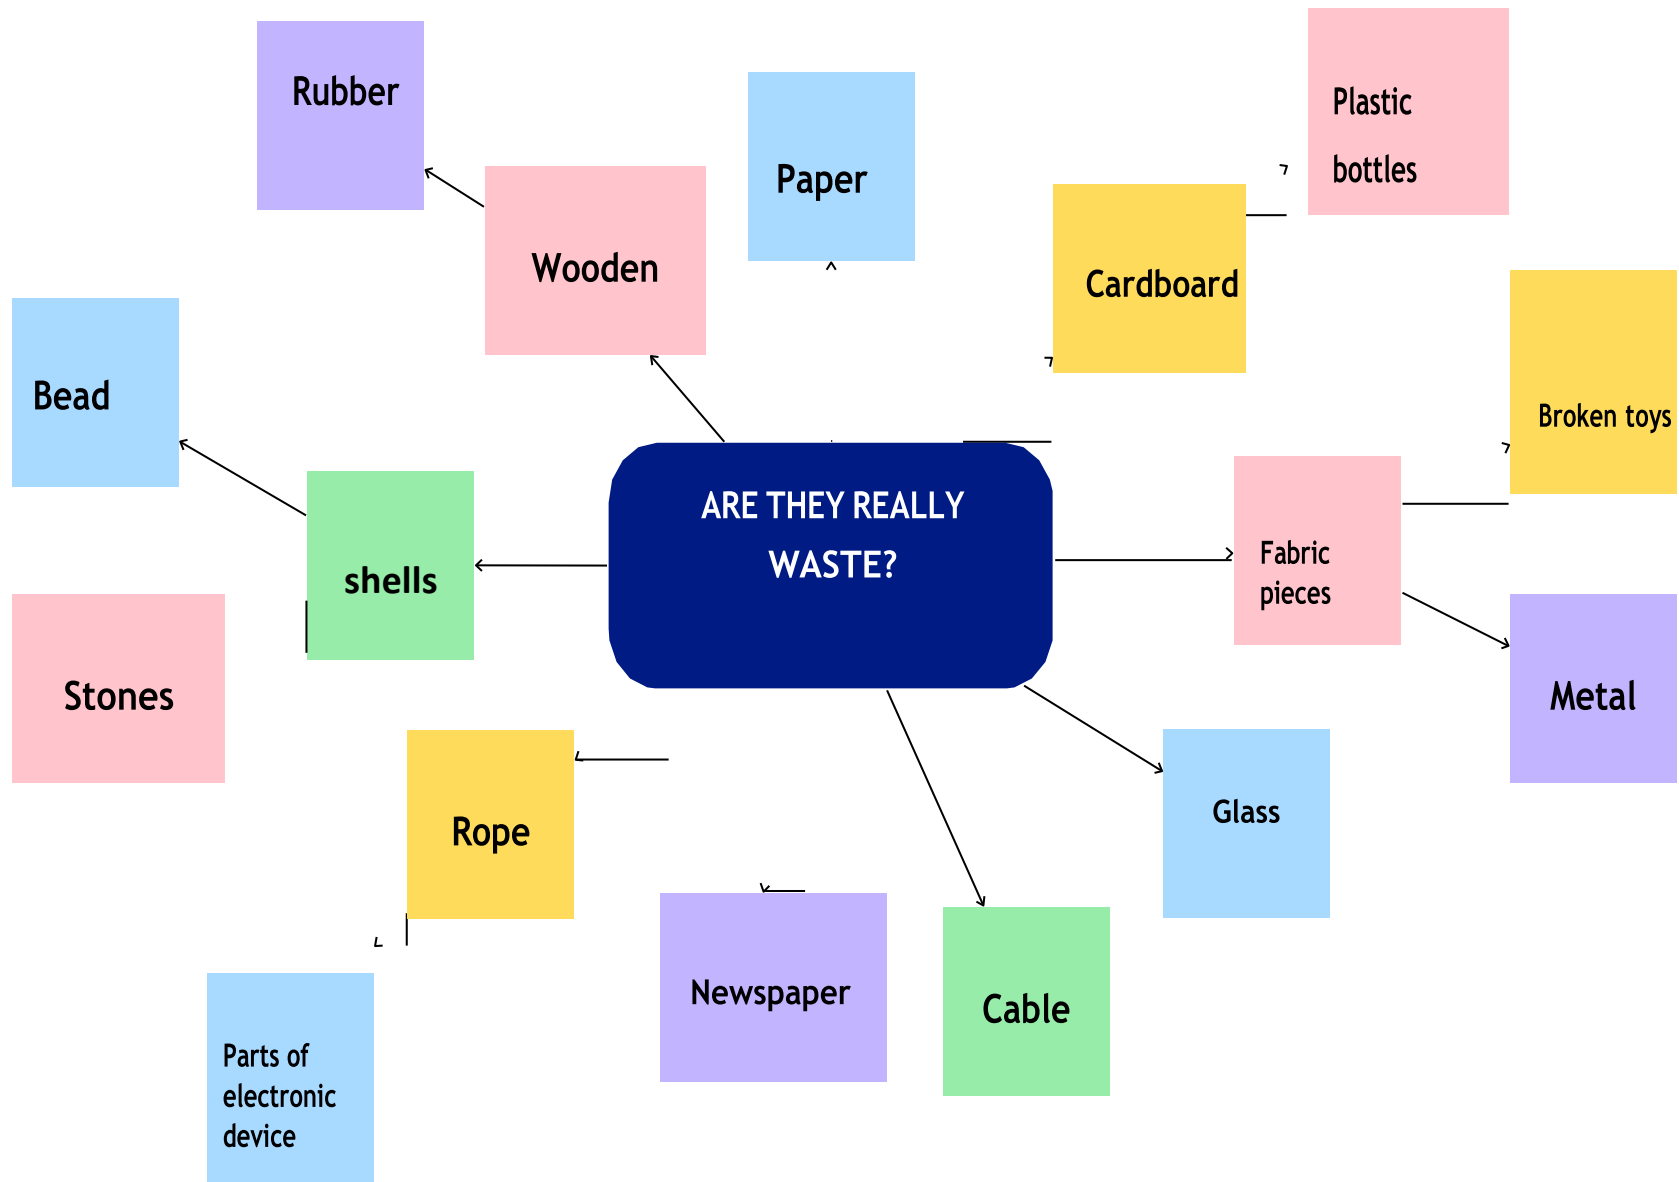 Rubber
Paper
Plastic
bottles
Wooden
Cardboard
Bead
Broken toys
ARE THEY REALLY
WASTE?
shells
Fabric
pieces
Stones
Metal
Rope
Glass
Newspaper
Cable
Parts of
electronic
device